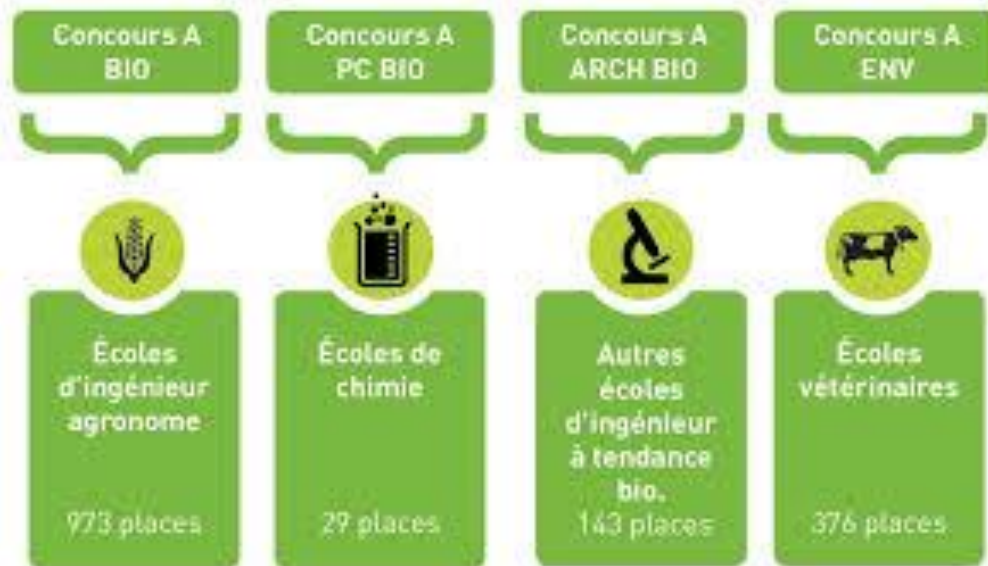 Concours A
BIO
Concours A
PC BIO
Concours A
ARCH BIO
Concours A
ENV
Écoles
d'ingénieur
agronome
973 places
Écoles de
chimie
29 places
Autres
écoles
d'ingénieur
à tendance
bio.
143 places
Écoles
vétérinaires
376 places